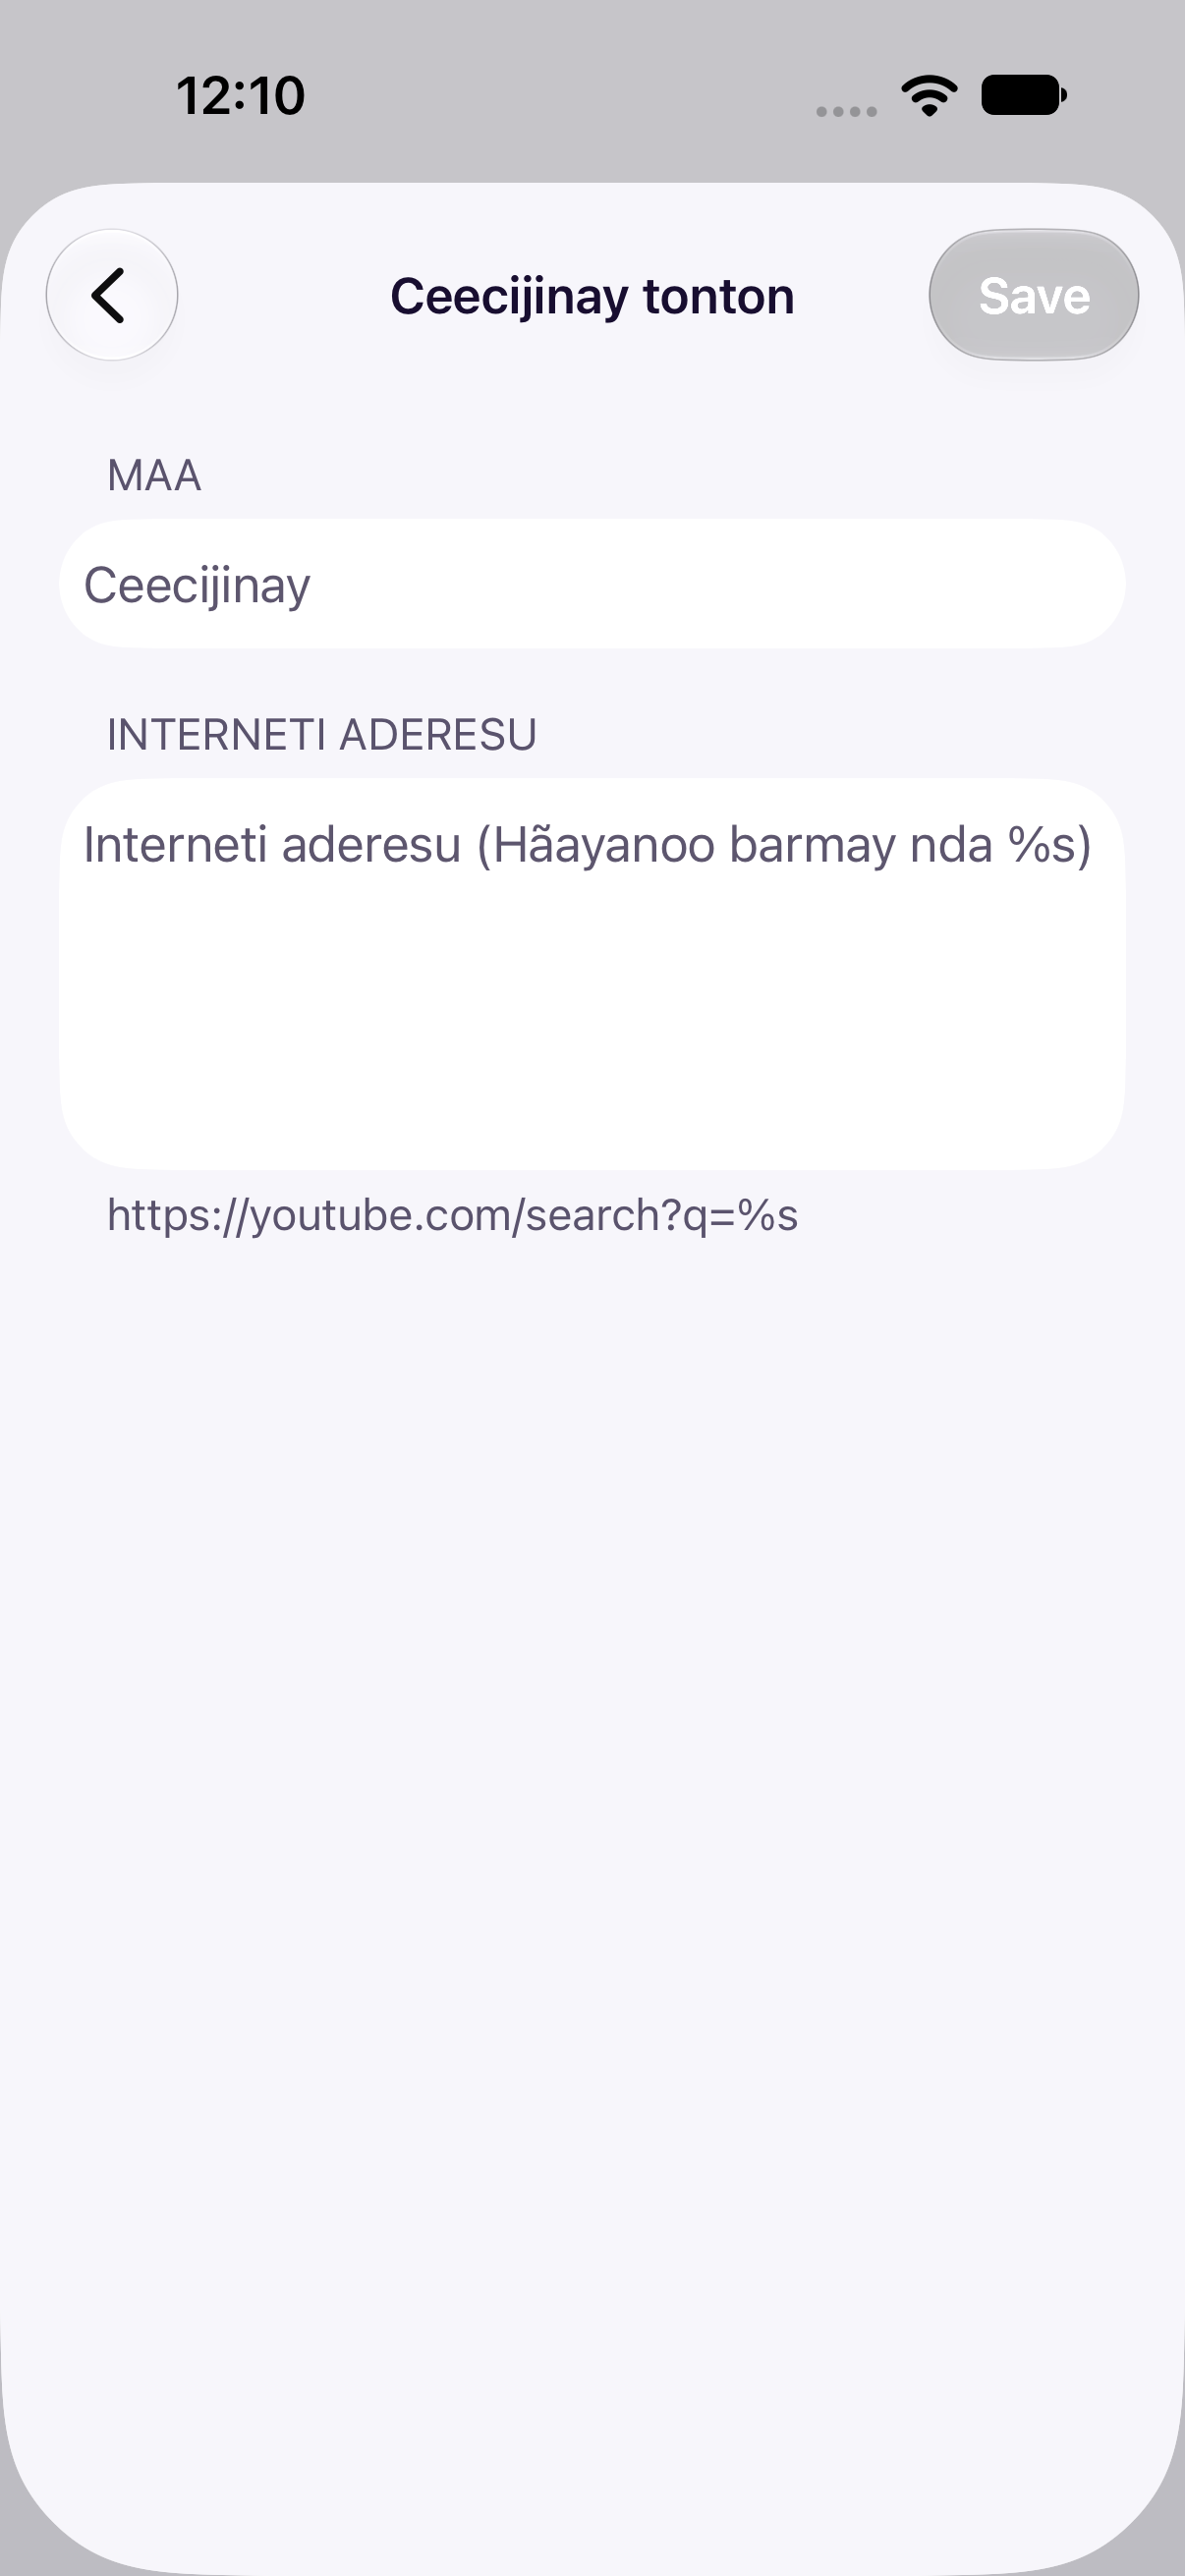 12:10
Ceecijinay tonton
Save
MAA
Ceecijinay
INTERNETI ADERESU
Interneti aderesu (Hãayanoo barmay nda %s)
https://youtube.com/search?q=%s